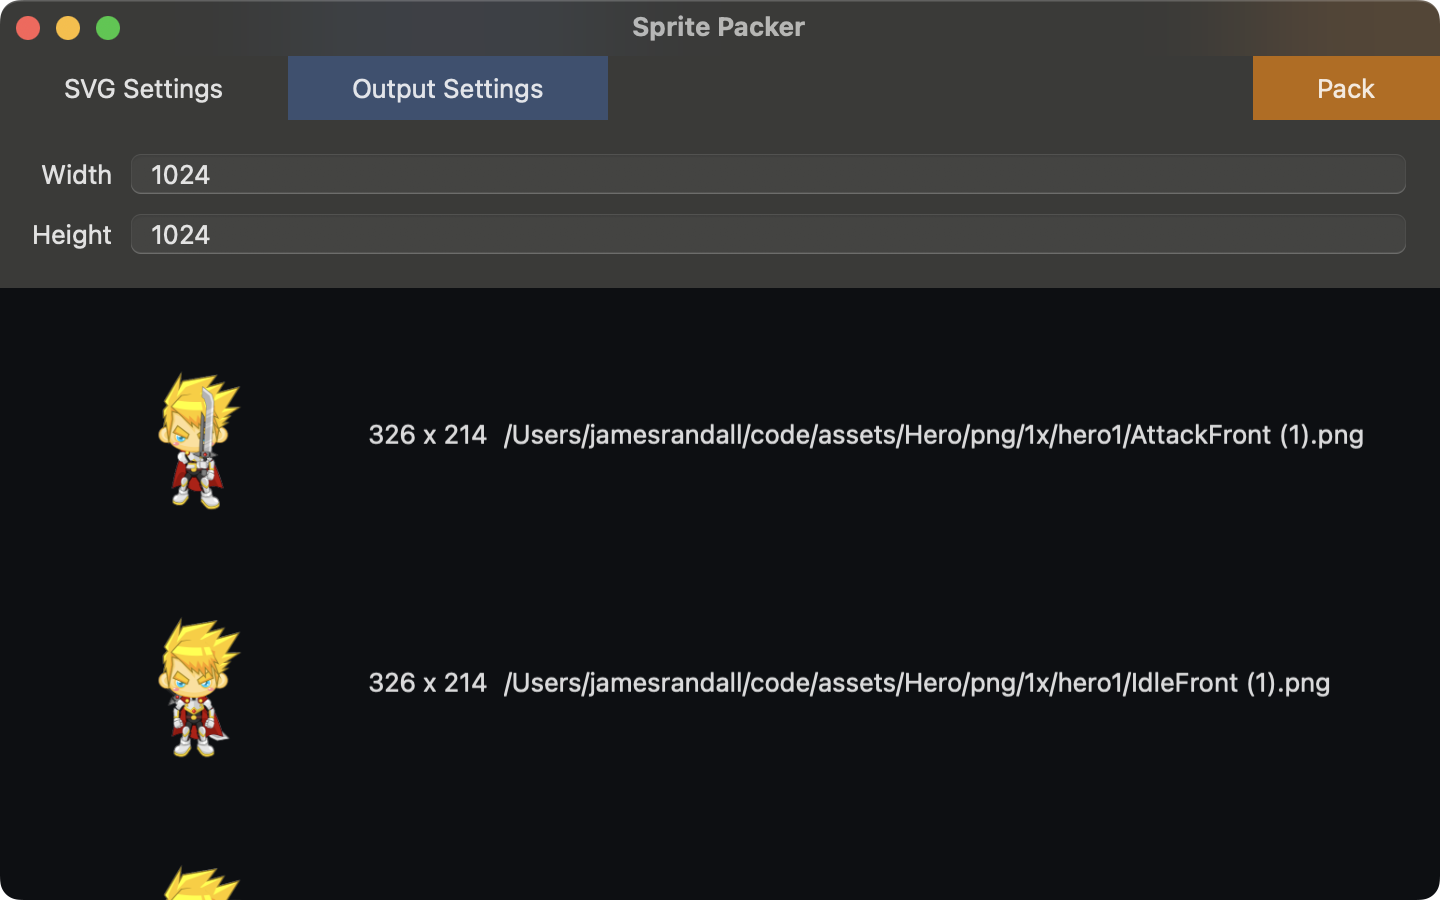 Sprite Packer
SVG Settings Output Settings Pack
Width 1024
Height 1024
326 x 214 /Users/jamesrandall/code/assets/Hero/png/1x/hero1/AttackFront (1).png
326 x 214 /Users/jamesrandall/code/assets/Hero/png/1x/hero1/IdleFront (1).png